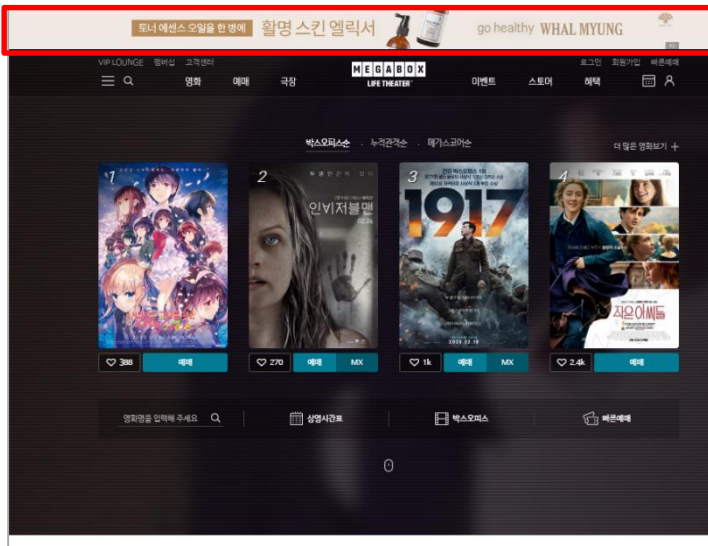 토너 에센스 오일을 한 병에 활명 스킨 엘릭서 go healthy WHAL MYUNG
VIP LOUNGE 멤버십 고객센터 로그인 회원가입 빠른예매
영화 예매 극장 MEGABOX 이벤트 스토어 혜택
LIFE THEATER
박스오피스순 · 누적관객순 · 메가스코어순 더 많은 영화보기 +
1 2 3 4
인비저블맨
02.26
1917
2020.02.19
작은 아씨들
♡ 388 예매 ♡ 270 예매 MX ♡ 1k 예매 MX ♡ 2.4k 예매
영화명을 입력해 주세요 상영시간표 박스오피스 빠른예매